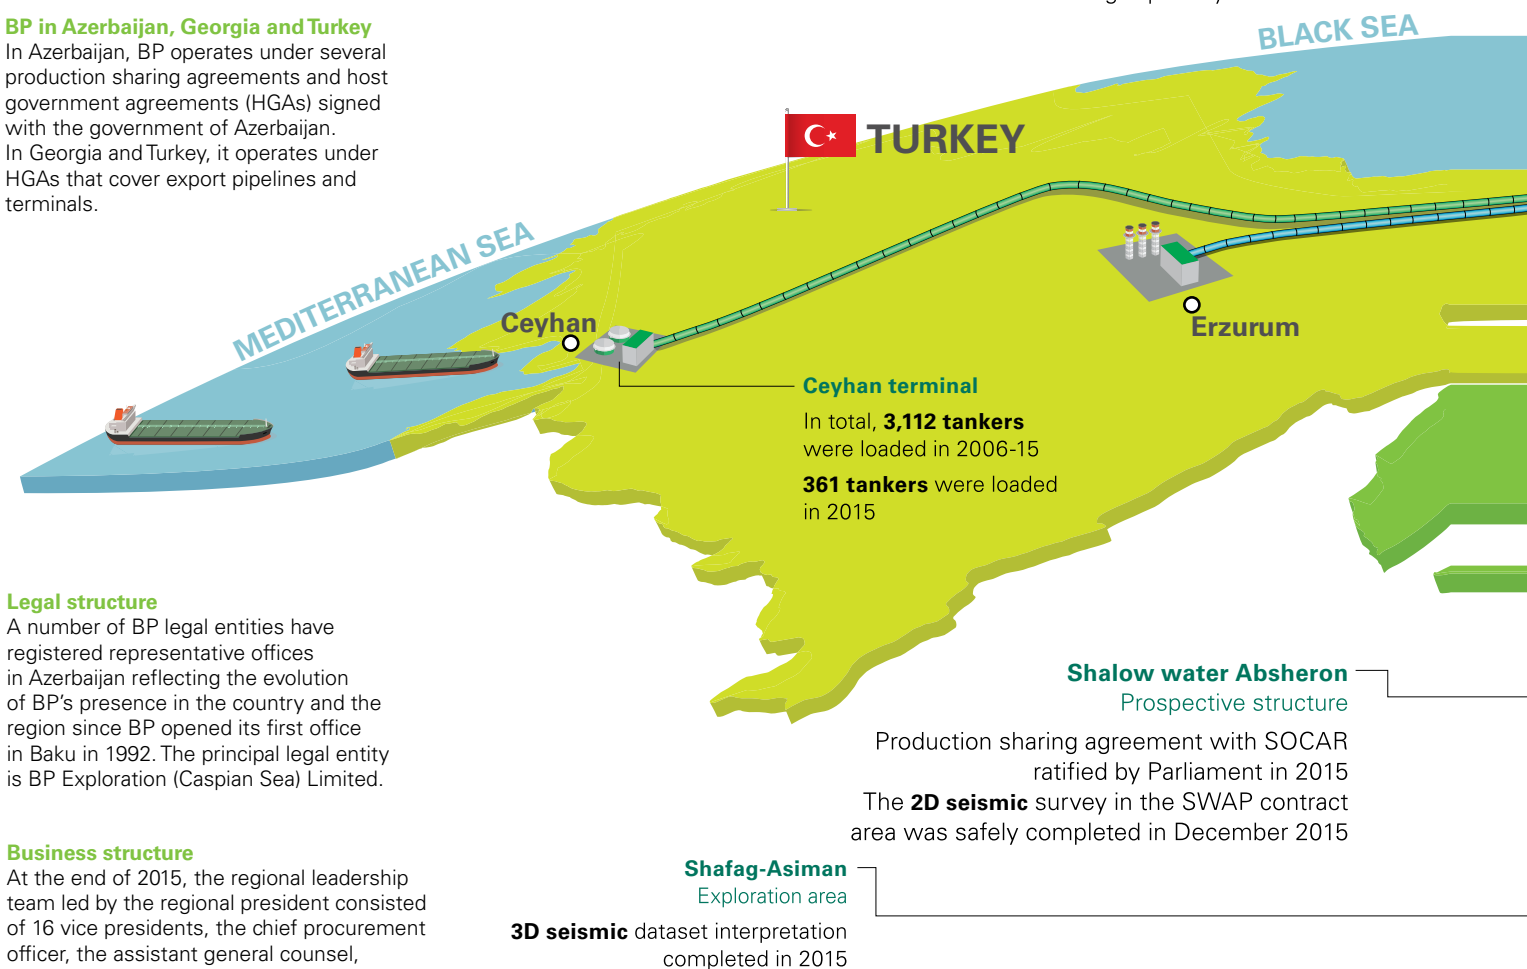 BP in Azerbaijan, Georgia and Turkey
In Azerbaijan, BP operates under several
production sharing agreements and host
government agreements (HGAs) signed
with the government of Azerbaijan.
In Georgia and Turkey, it operates under
HGAs that cover export pipelines and
terminals.
BLACK SEA
TURKEY
MEDITERRANEAN SEA
Ceyhan
Erzurum
Ceyhan terminal
In total, 3,112 tankers
were loaded in 2006-15
361 tankers were loaded
in 2015
Legal structure
A number of BP legal entities have
registered representative offices
in Azerbaijan reflecting the evolution
of BP's presence in the country and the
region since BP opened its first office
in Baku in 1992. The principal legal entity
is BP Exploration (Caspian Sea) Limited.
Shalow water Absheron
Prospective structure
Production sharing agreement with SOCAR
ratified by Parliament in 2015
The 2D seismic survey in the SWAP contract
area was safely completed in December 2015
Business structure
At the end of 2015, the regional leadership
team led by the regional president consisted
of 16 vice presidents, the chief procurement
officer, the assistant general counsel,
Shafag-Asiman
Exploration area
3D seismic dataset interpretation
completed in 2015